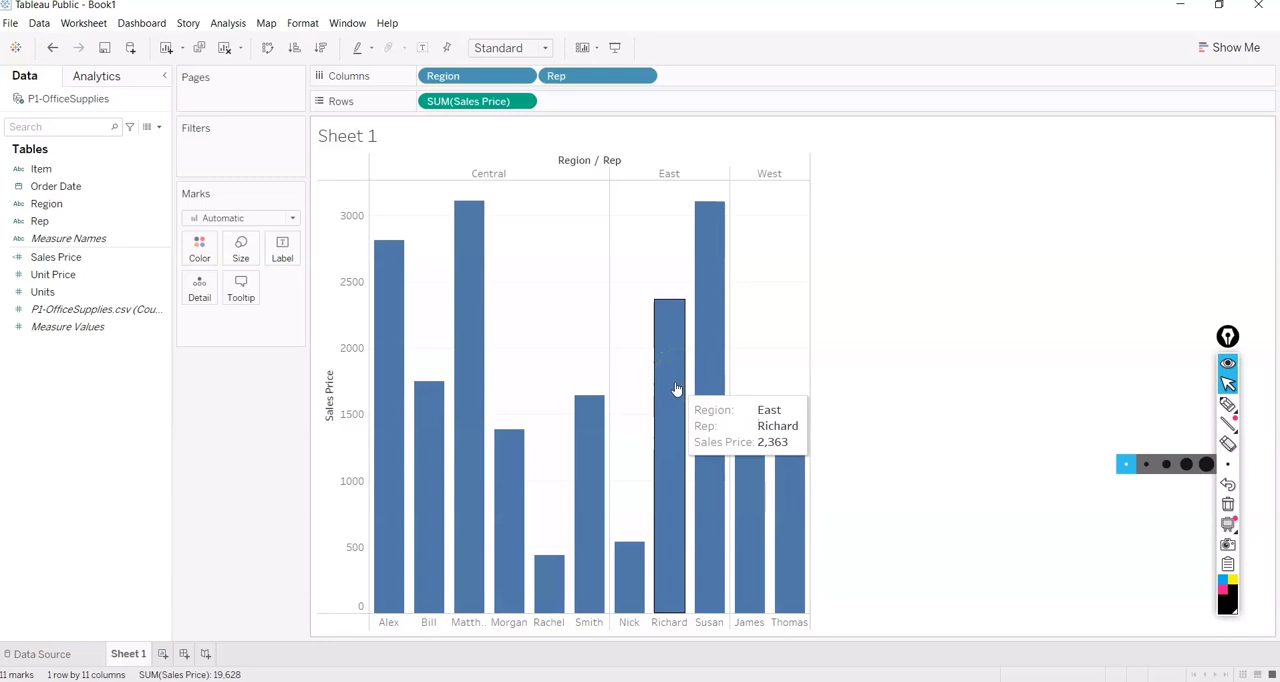 Tableau Public - Book1
File Data Worksheet Dashboard Story Analysis Map Format Window Help
Standard
Show Me
Data Analytics
P1-OfficeSupplies
Search
Tables
Abc Item
Order Date
Abc Region
Abc Rep
Abc Measure Names
Sales Price
Unit Price
Units
P1-OfficeSupplies.csv (Cou...
Measure Values
Pages
Filters
Marks
Automatic
Color Size Label
Detail Tooltip
Columns Region Rep
Rows SUM(Sales Price)
Sheet 1
Region / Rep
Central East West
Sales Price
3000
2500
2000
1500
1000
500
0
Region: East
Rep: Richard
Sales Price: 2,363
Alex Bill Matth.. Morgan Rachel Smith Nick Richard Susan James Thomas
Data Source Sheet 1
11 marks 1 row by 11 columns SUM(Sales Price): 19,628